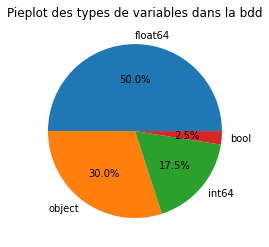 Pieplot des types de variables dans la bdd
float64
50.0%
2.5%
bool
30.0%
17.5%
int64
object